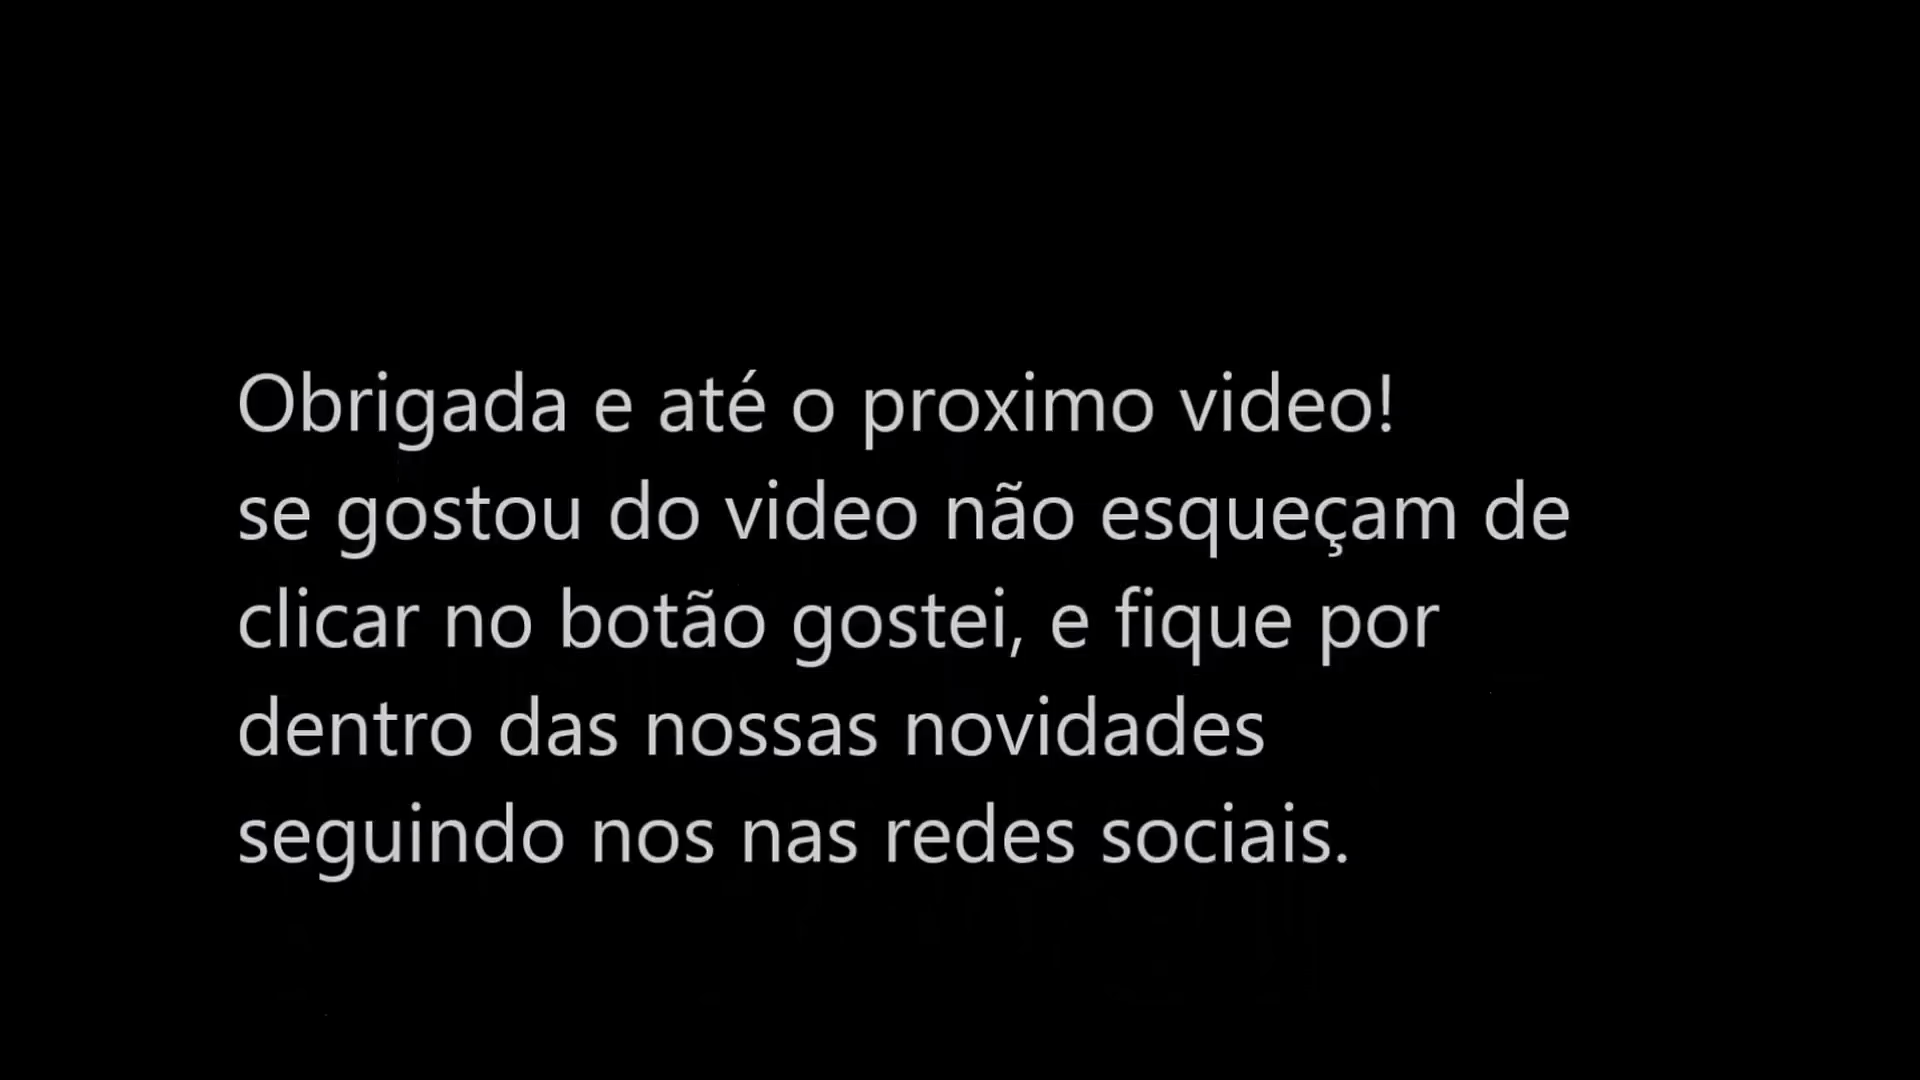 Obrigada e até o proximo video!
se gostou do video não esqueçam de
clicar no botão gostei, e fique por
dentro das nossas novidades
seguindo nos nas redes sociais.